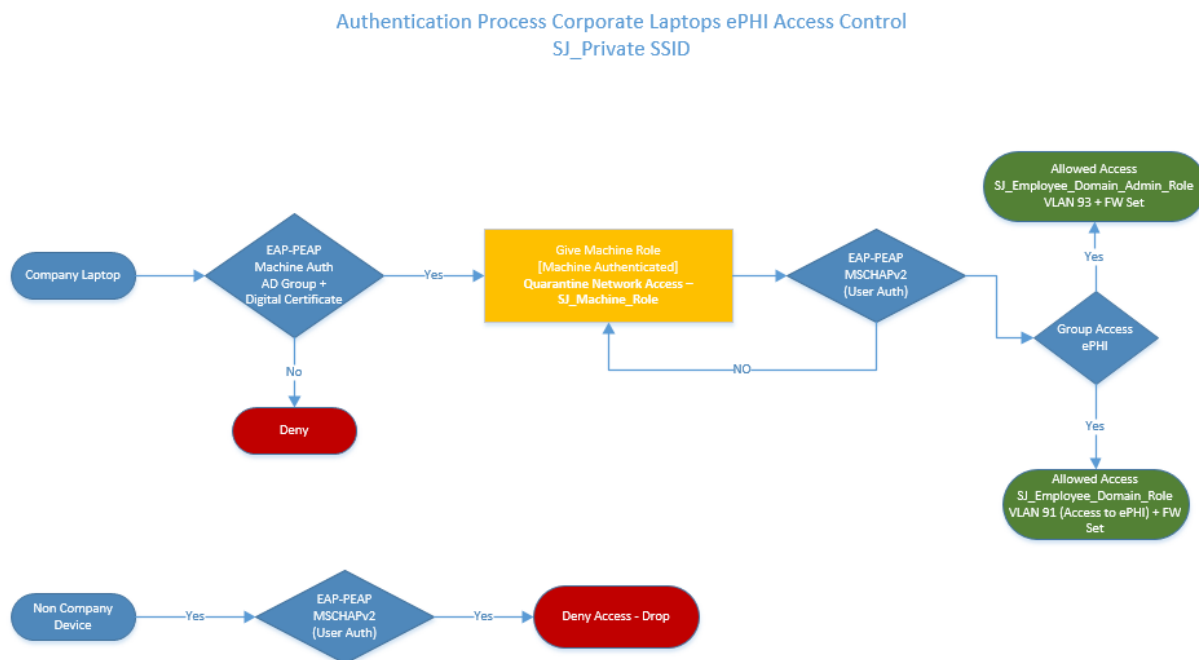 Authentication Process Corporate Laptops ePHI Access Control
SJ_Private SSID
Company Laptop
EAP-PEAP
Machine Auth
AD Group +
Digital Certificate
Yes
No
Deny
Give Machine Role
[Machine Authenticated]
Quarantine Network Access –
SJ_Machine_Role
EAP-PEAP
MSCHAPv2
(User Auth)
NO
Group Access
ePHI
Yes
Allowed Access
SJ_Employee_Domain_Admin_Role
VLAN 93 + FW Set
Yes
Allowed Access
SJ_Employee_Domain_Role
VLAN 91 (Access to ePHI) + FW
Set
Non Company
Device
Yes
EAP-PEAP
MSCHAPv2
(User Auth)
Yes
Deny Access - Drop